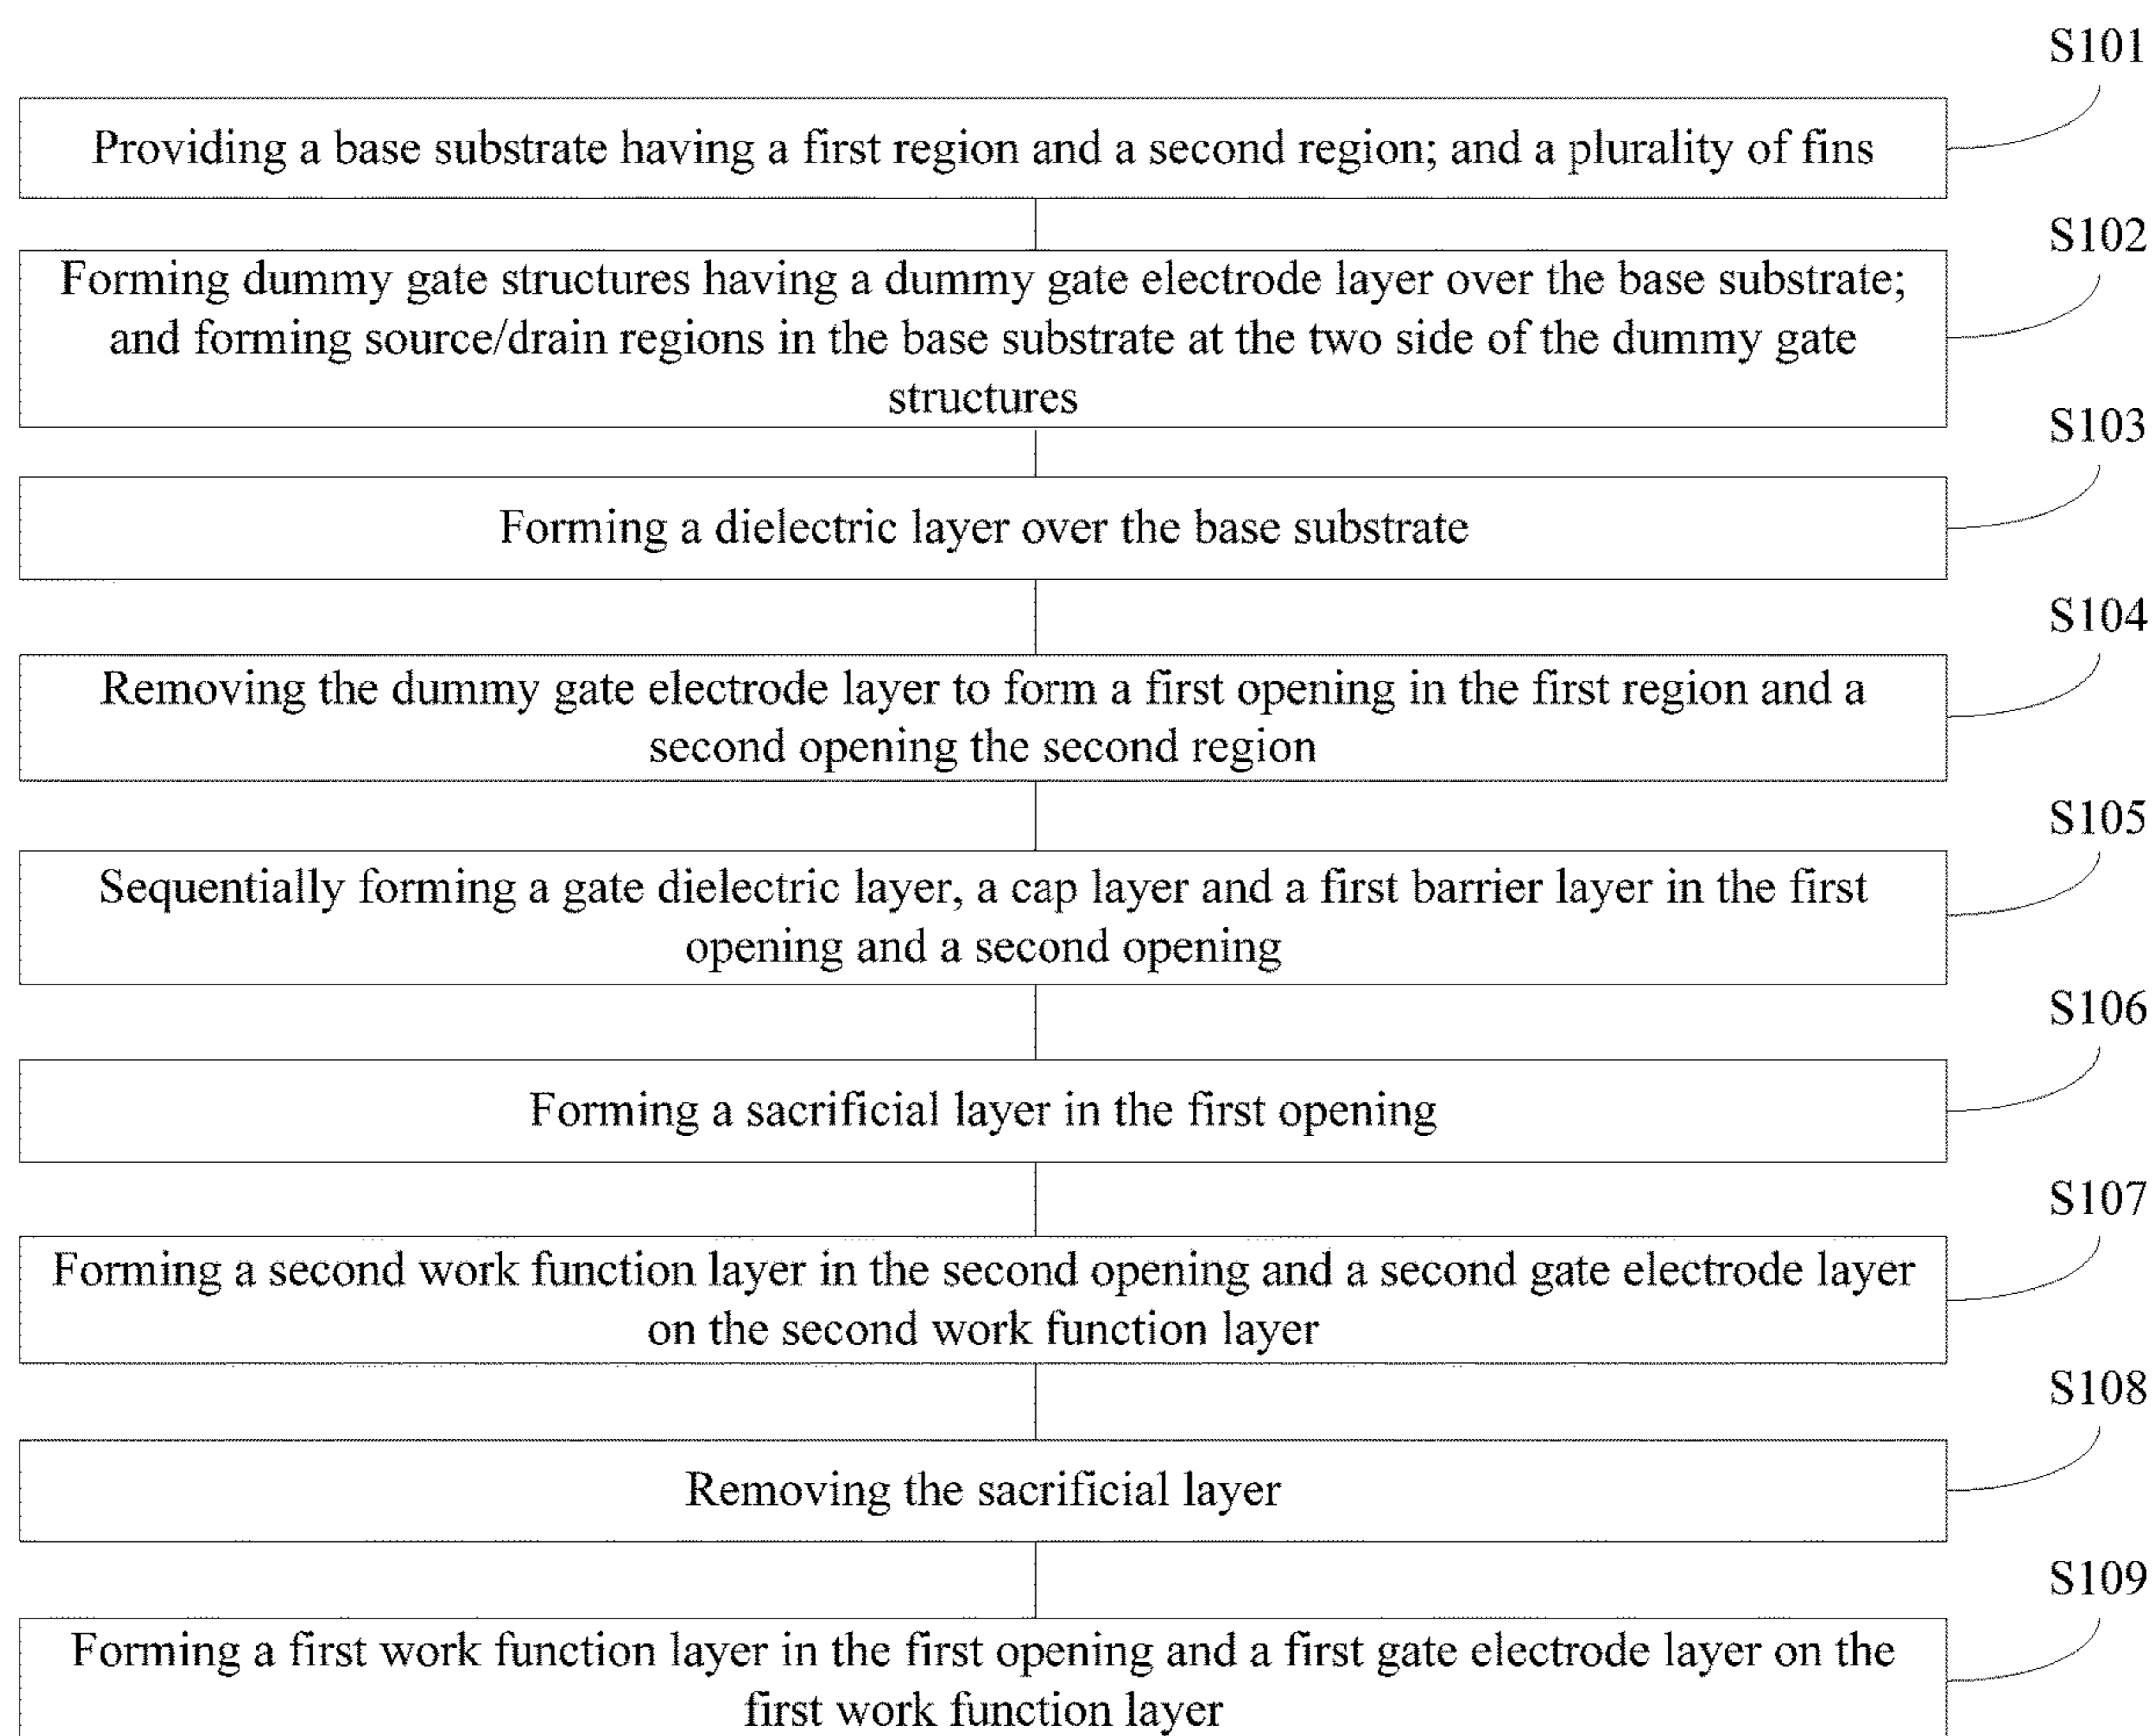 S101
Providing a base substrate having a first region and a second region; and a plurality of fins
S102
Forming dummy gate structures having a dummy gate electrode layer over the base substrate;
and forming source/drain regions in the base substrate at the two side of the dummy gate
structures
S103
Forming a dielectric layer over the base substrate
S104
Removing the dummy gate electrode layer to form a first opening in the first region and a
second opening the second region
S105
Sequentially forming a gate dielectric layer, a cap layer and a first barrier layer in the first
opening and a second opening
S106
Forming a sacrificial layer in the first opening
S107
Forming a second work function layer in the second opening and a second gate electrode layer
on the second work function layer
S108
Removing the sacrificial layer
S109
Forming a first work function layer in the first opening and a first gate electrode layer on the
first work function layer